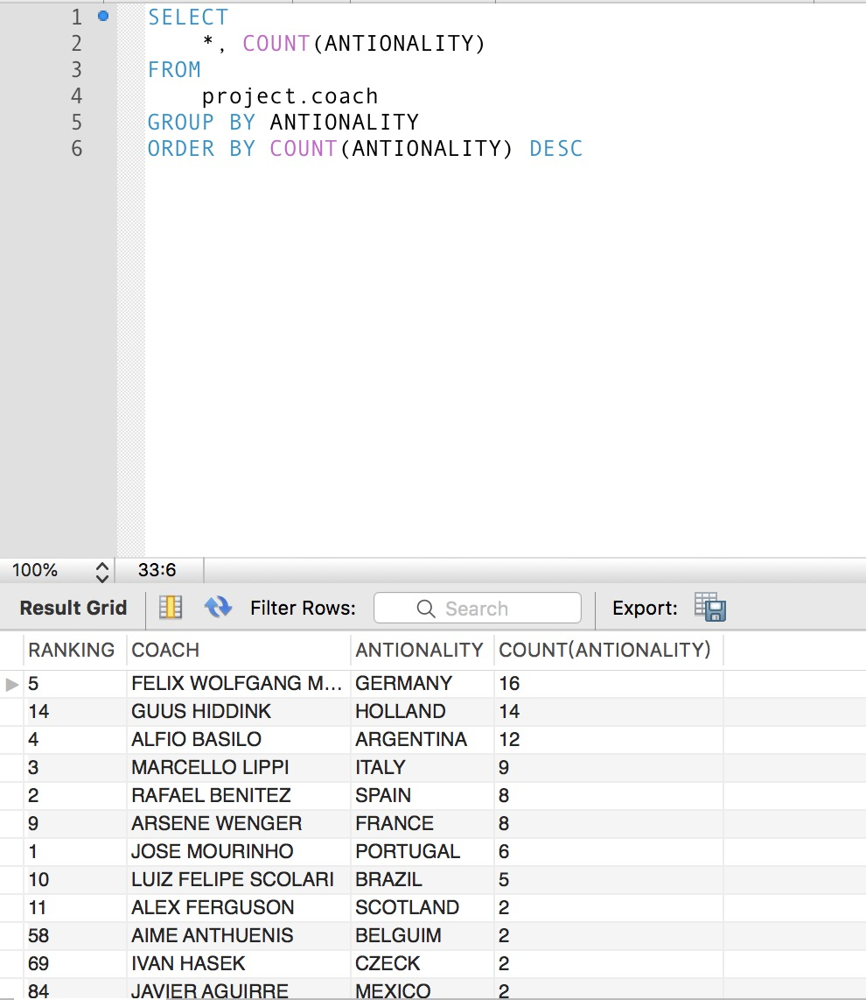 1 SELECT
2 *, COUNT(ANTIONALITY)
3 FROM
4 project.coach
5 GROUP BY ANTIONALITY
6 ORDER BY COUNT(ANTIONALITY) DESC
100% 33:6
Result Grid Filter Rows: Search Export:
RANKING COACH ANTIONALITY COUNT(ANTIONALITY)
5 FELIX WOLFGANG M... GERMANY 16
14 GUUS HIDDINK HOLLAND 14
4 ALFIO BASILO ARGENTINA 12
3 MARCELLO LIPPI ITALY 9
2 RAFAEL BENITEZ SPAIN 8
9 ARSENE WENGER FRANCE 8
1 JOSE MOURINHO PORTUGAL 6
10 LUIZ FELIPE SCOLARI BRAZIL 5
11 ALEX FERGUSON SCOTLAND 2
58 AIME ANTHUENIS BELGUIM 2
69 IVAN HASEK CZECK 2
84 JAVIER AGUIRRE MEXICO 2